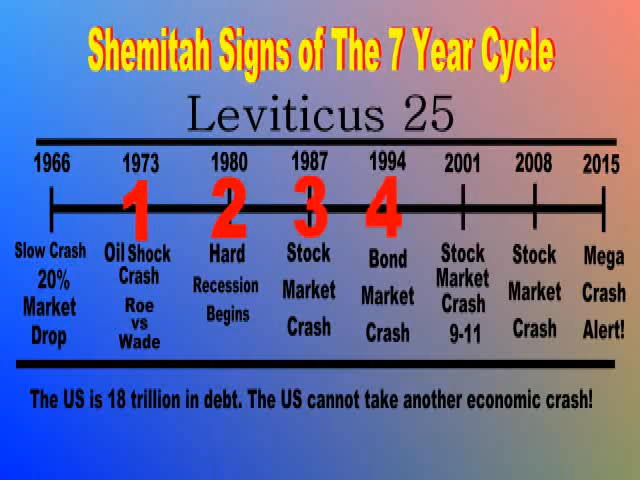 Shemitah Signs of The 7 Year Cycle
Leviticus 25
1966 1973 1980 1987 1994 2001 2008 2015
1 2 3 4
Slow Crash
20%
Market
Drop
Oil Shock
Crash
Roe
vs
Wade
Hard
Recession
Begins
Stock
Market
Crash
Bond
Market
Crash
Stock
Market
Crash
9-11
Stock
Market
Crash
Mega
Crash
Alert!
The US is 18 trillion in debt. The US cannot take another economic crash!